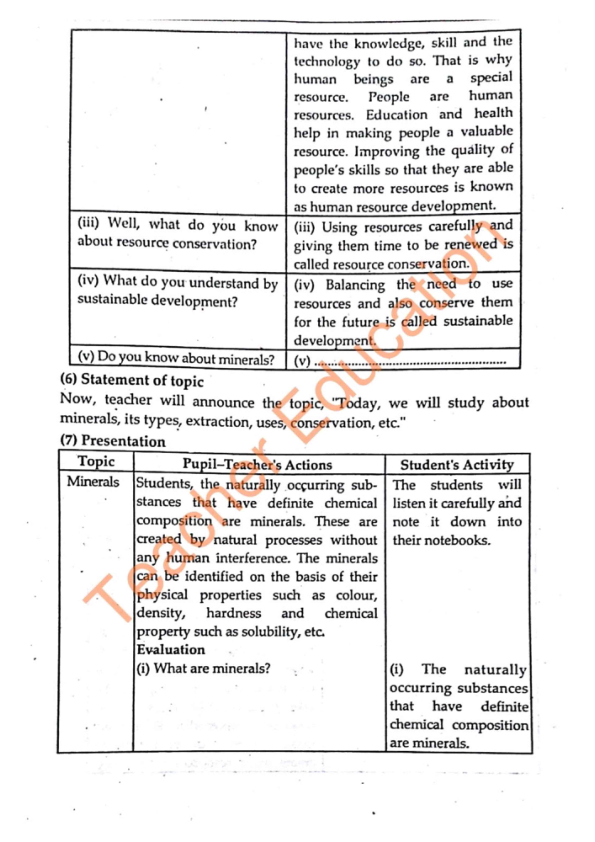 have the knowledge, skill and the
technology to do so. That is why
human beings are a special
resource. People are human
resources. Education and health
help in making people a valuable
resource. Improving the quality of
people's skills so that they are able
to create more resources is known
as human resource development.
(iii) Well, what do you know
about resource conservation?
(iii) Using resources carefully and
giving them time to be renewed is
called resource conservation.
(iv) What do you understand by
sustainable development?
(iv) Balancing the need to use
resources and also conserve them
for the future is called sustainable
development.
(v) Do you know about minerals?
(v) ............................................................
(6) Statement of topic
Now, teacher will announce the topic, "Today, we will study about
minerals, its types, extraction, uses, conservation, etc."
(7) Presentation
Topic
Pupil–Teacher's Actions
Student's Activity
Minerals
Students, the naturally occurring sub-
stances that have definite chemical
composition are minerals. These are
created by natural processes without
any human interference. The minerals
can be identified on the basis of their
physical properties such as colour,
density, hardness and chemical
property such as solubility, etc.
Evaluation
(i) What are minerals?
The students will
listen it carefully and
note it down into
their notebooks.
(i) The naturally
occurring substances
that have definite
chemical composition
are minerals.
Teacher Education